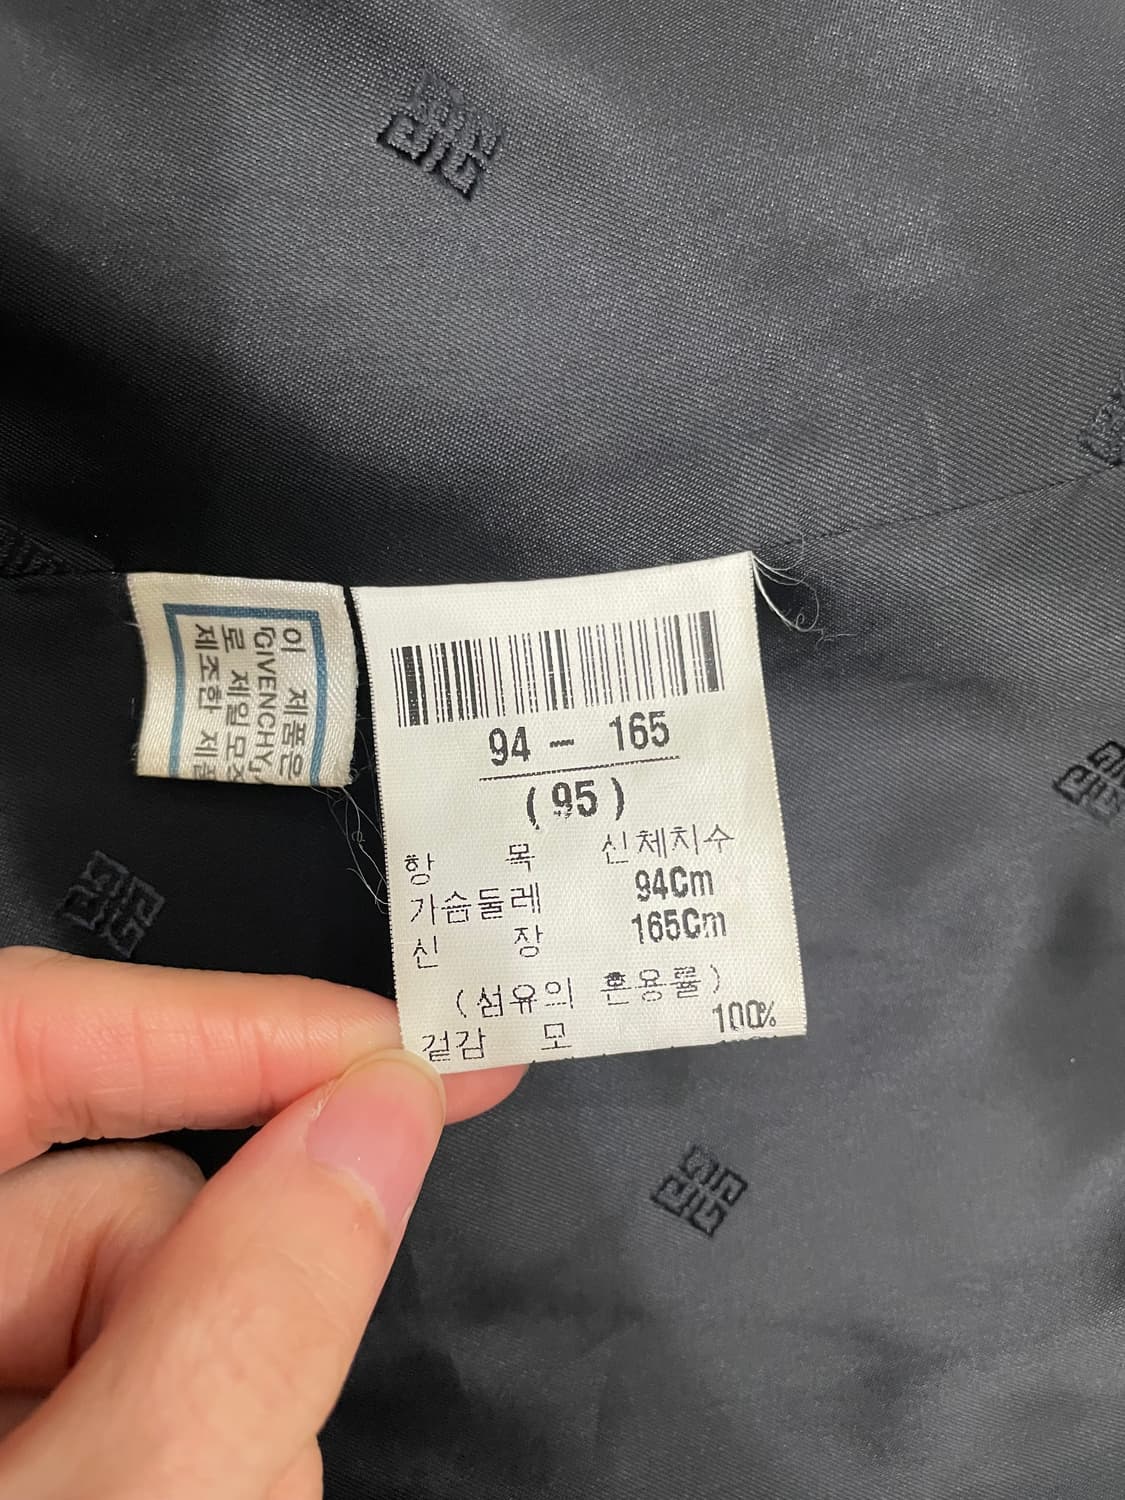 이 제품은
「GIVENCHY」
로 제일모
제조한 제품
94 - 165
(95)
항 목 신체치수
가슴둘레 94Cm
신 장 165Cm
(섬유의 혼용률)
겉감 모 100%